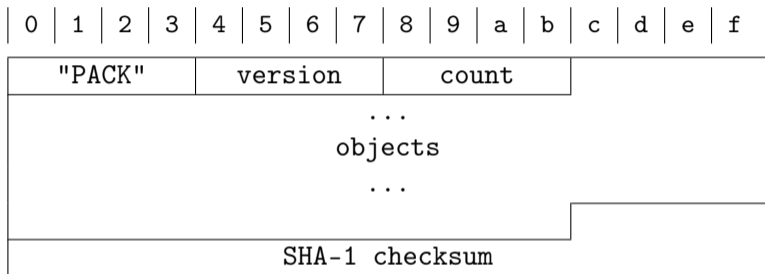 0 1 2 3 4 5 6 7 8 9 a b c d e f
"PACK" version count
...
objects
...
SHA-1 checksum